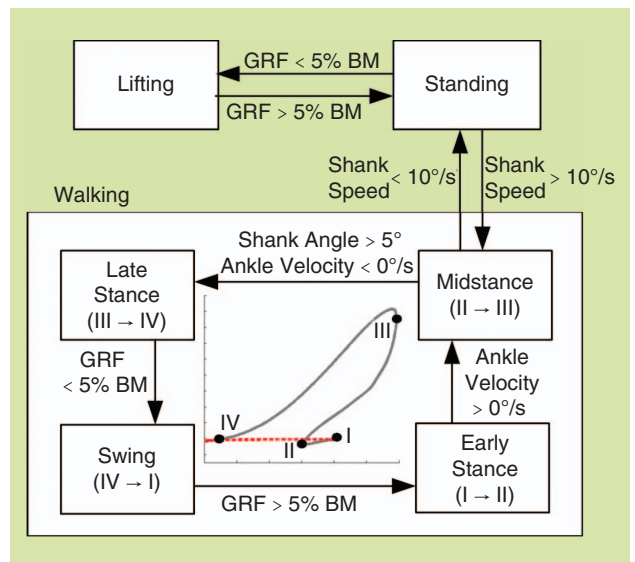 GRF < 5% BM
Lifting
Standing
GRF > 5% BM
Shank
Speed < 10°/s
Shank
Speed > 10°/s
Walking
Shank Angle > 5°
Ankle Velocity < 0°/s
Late
Stance
(III → IV)
Midstance
(II → III)
III
GRF
< 5% BM
Ankle
Velocity
> 0°/s
IV
I
II
Swing
(IV → I)
Early
Stance
(I → II)
GRF > 5% BM